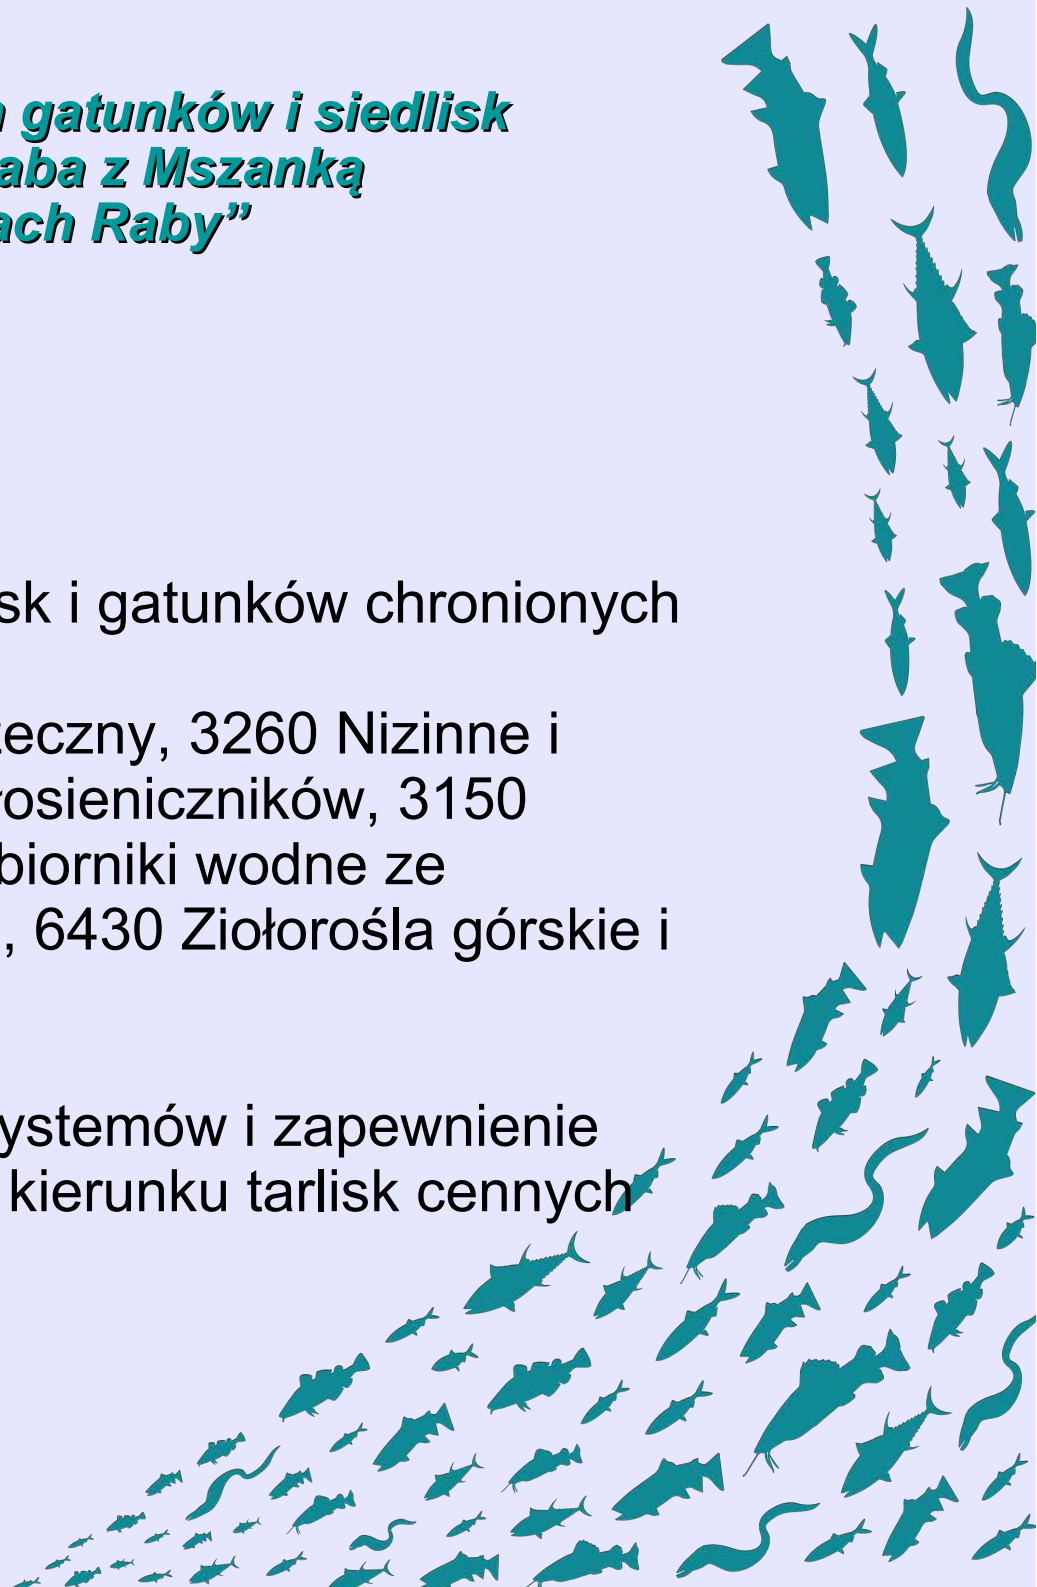 gatunków i siedlisk
aba z Mszanką
ach Raby”
sk i gatunków chronionych
eczny, 3260 Nizinne i
osieniczników, 3150
biorniki wodne ze
, 6430 Ziołorośla górskie i
ystemów i zapewnienie
kierunku tarlisk cennych